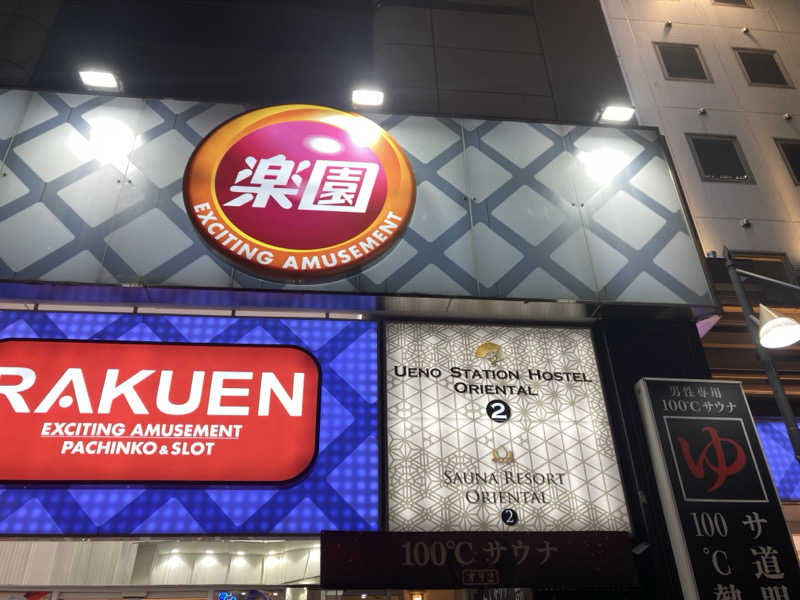 楽園
EXCITING AMUSEMENT
RAKUEN
EXCITING AMUSEMENT
PACHINKO & SLOT
UENO STATION HOSTEL
ORIENTAL
2
SAUNA RESORT
ORIENTAL
2
100℃サウナ
男性専用
100℃サウナ
ゆ
サ道
100℃